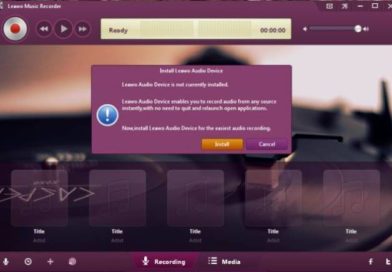 Leawo Music Recorder
Ready
00:00:00
Install Leawo Audio Device
Leawo Audio Device is not currently installed.
Leawo Audio Device enables you to record audio from any source
instantly,with no need to quit and relaunch open applications.
Now,install Leawo Audio Device for the easiest audio recording.
Install Cancel
Title Title Title Title Title
Artist Artist Artist Artist Artist
Recording Media